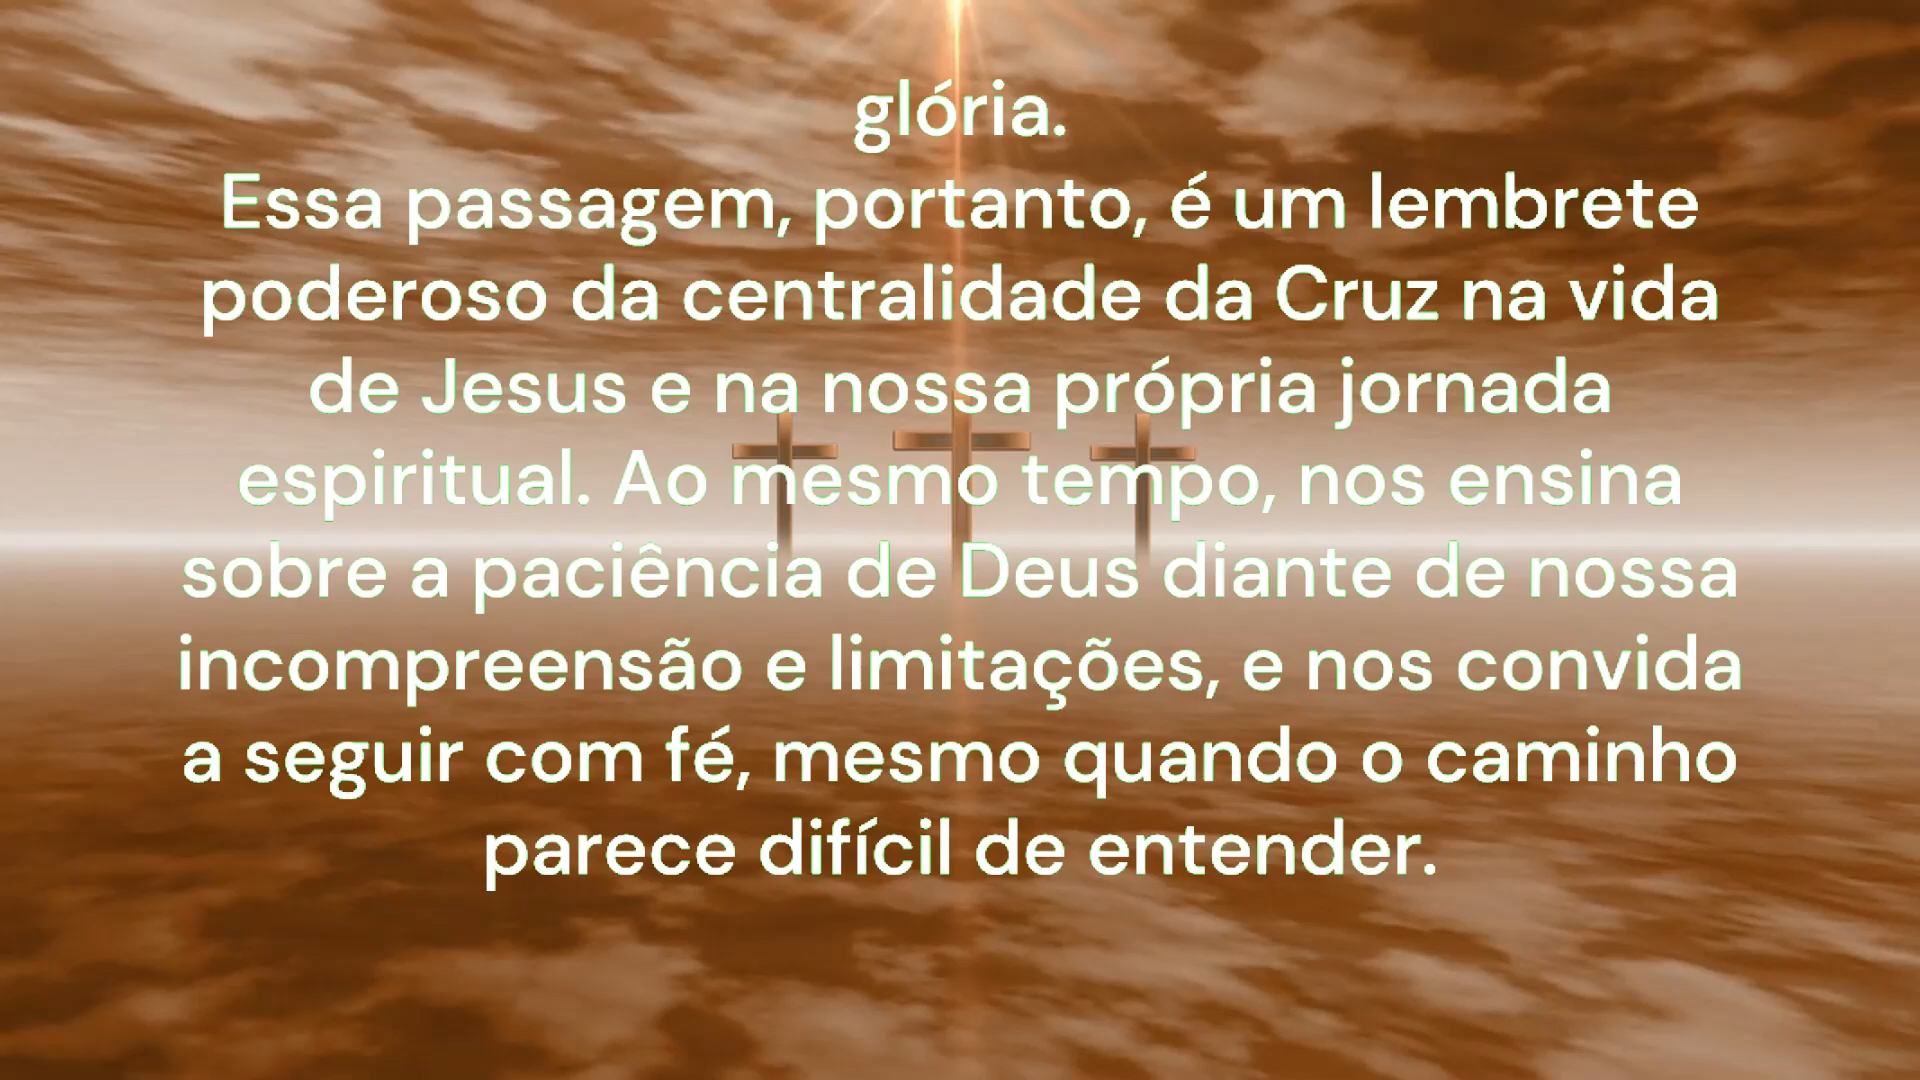 glória.
Essa passagem, portanto, é um lembrete
poderoso da centralidade da Cruz na vida
de Jesus e na nossa própria jornada
espiritual. Ao mesmo tempo, nos ensina
sobre a paciência de Deus diante de nossa
incompreensão e limitações, e nos convida
a seguir com fé, mesmo quando o caminho
parece difícil de entender.